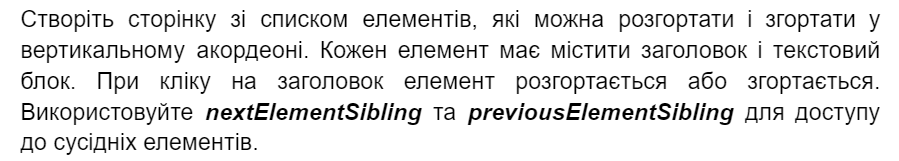 Створіть сторінку зі списком елементів, які можна розгортати і згортати у
вертикальному акордеоні. Кожен елемент має містити заголовок і текстовий
блок. При кліку на заголовок елемент розгортається або згортається.
Використовуйте nextElementSibling та previousElementSibling для доступу
до сусідніх елементів.